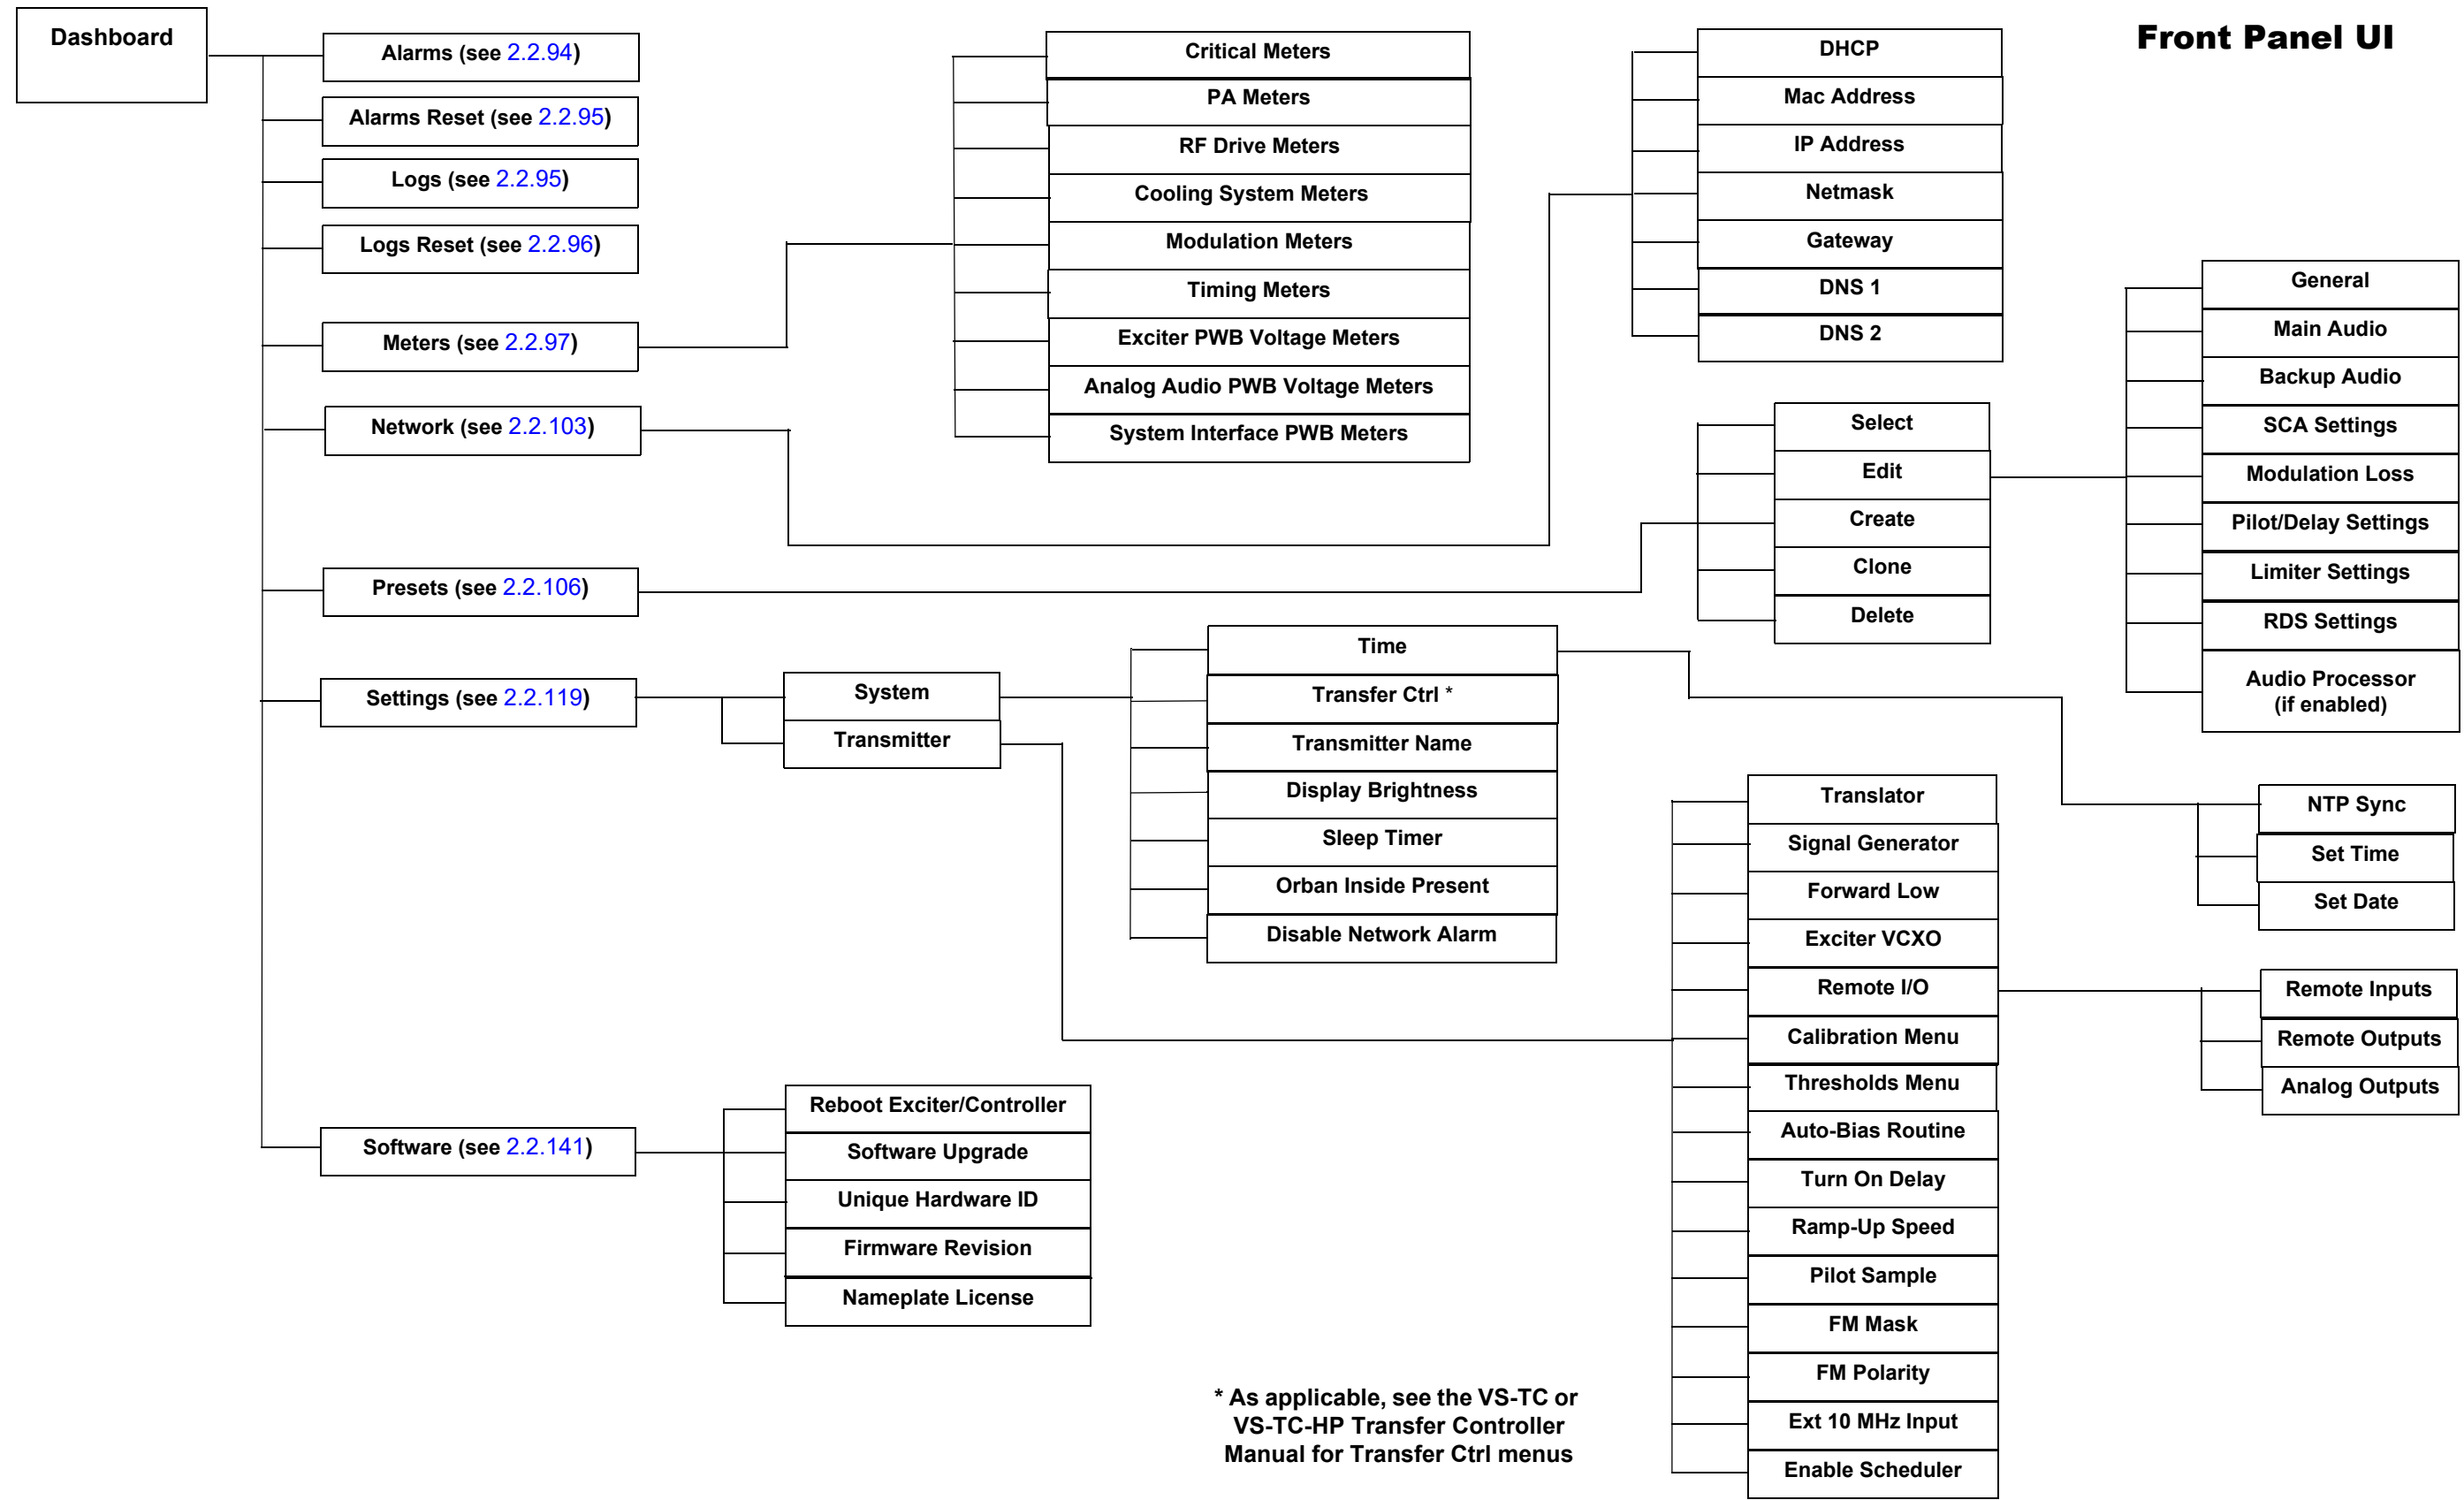 Front Panel UI
Dashboard
Alarms (see 2.2.94)
Alarms Reset (see 2.2.95)
Logs (see 2.2.95)
Logs Reset (see 2.2.96)
Meters (see 2.2.97)
Network (see 2.2.103)
Presets (see 2.2.106)
Settings (see 2.2.119)
Software (see 2.2.141)
Critical Meters
PA Meters
RF Drive Meters
Cooling System Meters
Modulation Meters
Timing Meters
Exciter PWB Voltage Meters
Analog Audio PWB Voltage Meters
System Interface PWB Meters
DHCP
Mac Address
IP Address
Netmask
Gateway
DNS 1
DNS 2
Select
Edit
Create
Clone
Delete
General
Main Audio
Backup Audio
SCA Settings
Modulation Loss
Pilot/Delay Settings
Limiter Settings
RDS Settings
Audio Processor
(if enabled)
System
Transmitter
Time
Transfer Ctrl *
Transmitter Name
Display Brightness
Sleep Timer
Orban Inside Present
Disable Network Alarm
NTP Sync
Set Time
Set Date
Translator
Signal Generator
Forward Low
Exciter VCXO
Remote I/O
Calibration Menu
Thresholds Menu
Auto-Bias Routine
Turn On Delay
Ramp-Up Speed
Pilot Sample
FM Mask
FM Polarity
Ext 10 MHz Input
Enable Scheduler
Remote Inputs
Remote Outputs
Analog Outputs
Reboot Exciter/Controller
Software Upgrade
Unique Hardware ID
Firmware Revision
Nameplate License
* As applicable, see the VS-TC or
VS-TC-HP Transfer Controller
Manual for Transfer Ctrl menus